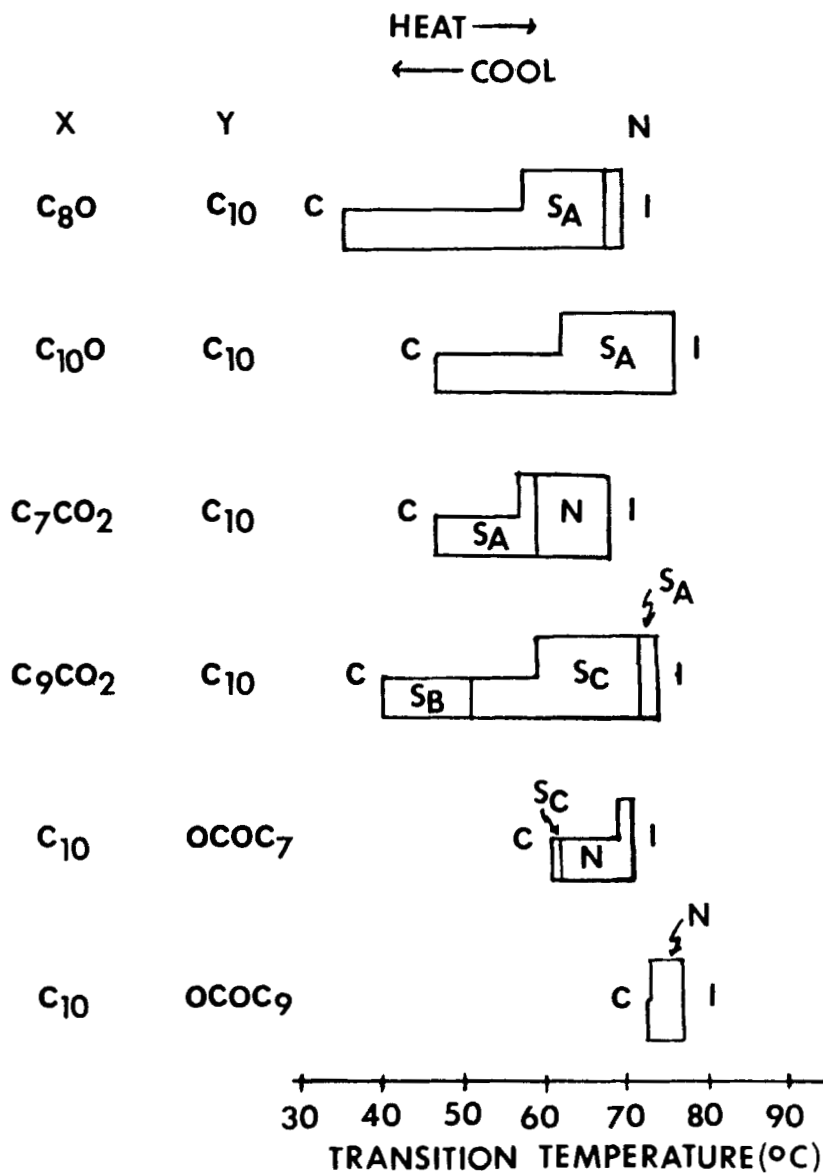 HEAT →
← COOL
X Y N
C8O C10 C SA I
C10O C10 C SA I
C7CO2 C10 C SA N I
SA
C9CO2 C10 C SB SC I
SC
C10 OCOC7 C N I
N
C10 OCOC9 C I
30 40 50 60 70 80 90
TRANSITION TEMPERATURE(oC)